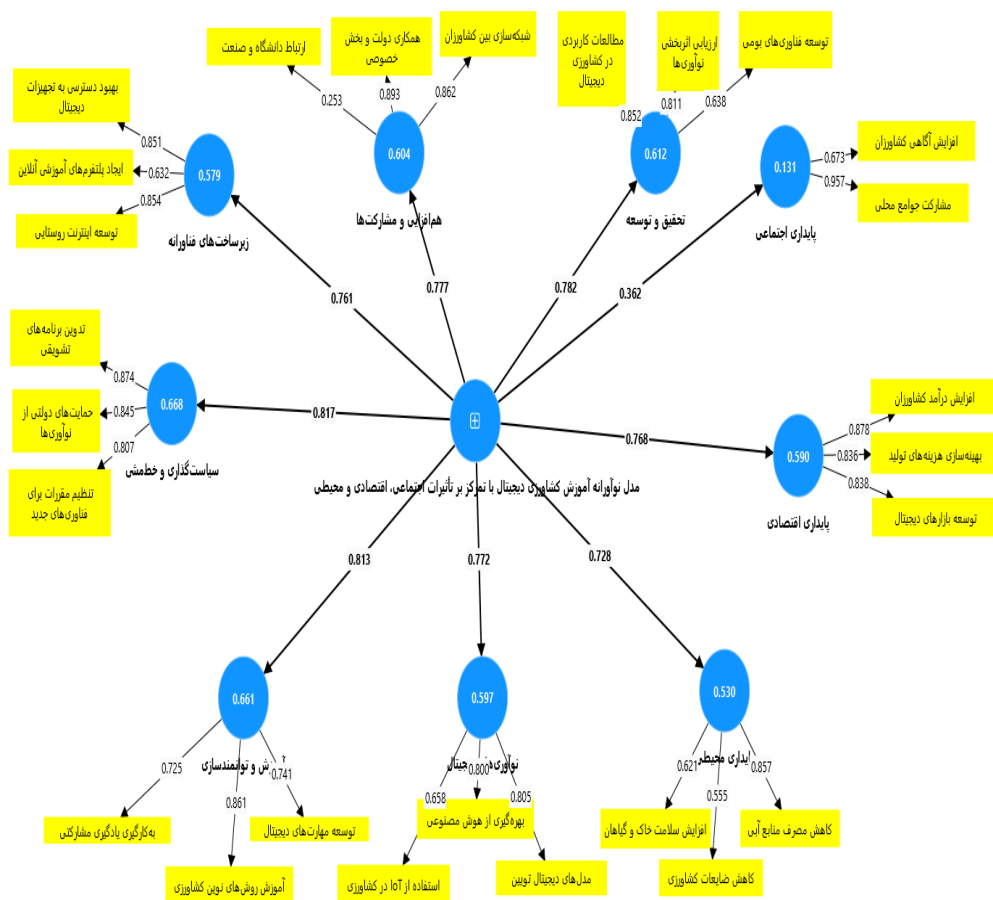 ارتباط دانشگاه و صنعت
همکاری دولت و بخش
خصوصی
شبکه‌سازی بین کشاورزان
مطالعات کاربردی
در کشاورزی
دیجیتال
ارزیابی اثربخشی
نوآوری‌ها
توسعه فناوری‌های بومی
0.253
0.893
0.862
0.852
0.811
0.638
بهبود دسترسی به تجهیزات
دیجیتال
ایجاد پلتفرم‌های آموزشی آنلاین
توسعه اینترنت روستایی
0.851
0.632
0.854
0.579
زیرساخت‌های فناورانه
0.604
هم‌افزایی و مشارکت‌ها
0.612
تحقیق و توسعه
0.131
پایداری اجتماعی
0.673
0.957
افزایش آگاهی کشاورزان
مشارکت جوامع محلی
0.761
0.777
0.782
0.362
تدوین برنامه‌های
تشویقی
حمایت‌های دولتی از
نوآوری‌ها
تنظیم مقررات برای
فناوری‌های جدید
0.874
0.845
0.807
0.668
سیاست‌گذاری و خط‌مشی
0.817
0.768
0.590
پایداری اقتصادی
0.878
0.836
0.838
افزایش درآمد کشاورزان
بهینه‌سازی هزینه‌های تولید
توسعه بازارهای دیجیتال
مدل نوآورانه آموزش کشاورزی دیجیتال با تمرکز بر تأثیرات اجتماعی، اقتصادی و محیطی
0.813
0.772
0.728
0.661
و توانمندسازی
0.725
0.861
0.741
به‌کارگیری یادگیری مشارکتی
آموزش روش‌های نوین کشاورزی
توسعه مهارت‌های دیجیتال
0.597
0.658
0.800
0.805
استفاده از IoT در کشاورزی
بهره‌گیری از هوش مصنوعی
مدل‌های دیجیتال تویین
0.530
محیطی
0.621
0.555
0.857
افزایش سلامت خاک و گیاهان
کاهش ضایعات کشاورزی
کاهش مصرف منابع آبی